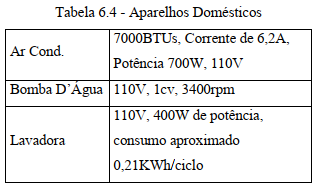 Tabela 6.4 - Aparelhos Domésticos
Ar Cond.
7000BTUs, Corrente de 6,2A,
Potência 700W, 110V
Bomba D'Água
110V, 1cv, 3400rpm
Lavadora
110V, 400W de potência,
consumo aproximado
0,21KWh/ciclo